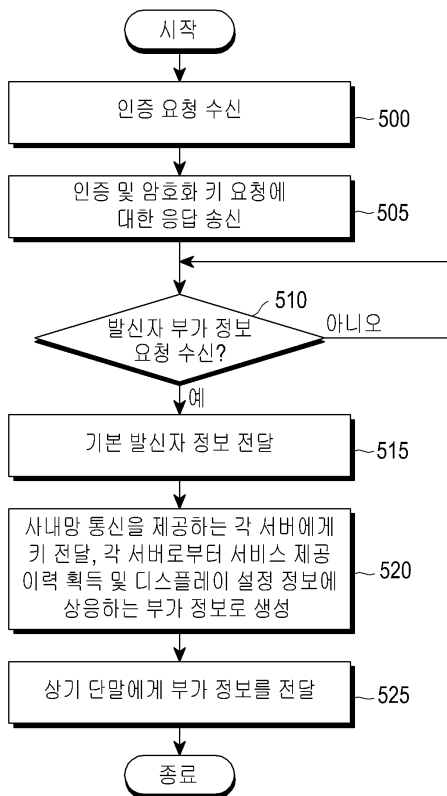 시작
인증 요청 수신
500
인증 및 암호화 키 요청에
대한 응답 송신
505
510
발신자 부가 정보
요청 수신?
아니오
예
기본 발신자 정보 전달
515
사내망 통신을 제공하는 각 서버에게
키 전달, 각 서버로부터 서비스 제공
이력 획득 및 디스플레이 설정 정보에
상응하는 부가 정보로 생성
520
상기 단말에게 부가 정보를 전달
525
종료